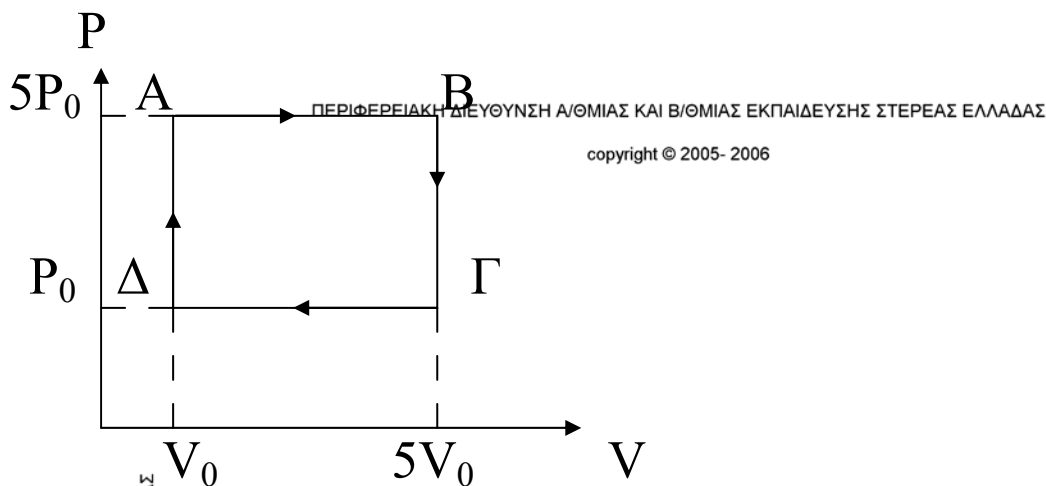 P
5P₀ A B
ΠΕΡΙΦΕΡΕΙΑΚΗ ΔΙΕΥΘΥΝΣΗ Α/ΘΜΙΑΣ ΚΑΙ Β/ΘΜΙΑΣ ΕΚΠΑΙΔΕΥΣΗΣ ΣΤΕΡΕΑΣ ΕΛΛΑΔΑΣ
copyright © 2005- 2006
P₀ Δ Γ
V₀ 5V₀ V
Σ